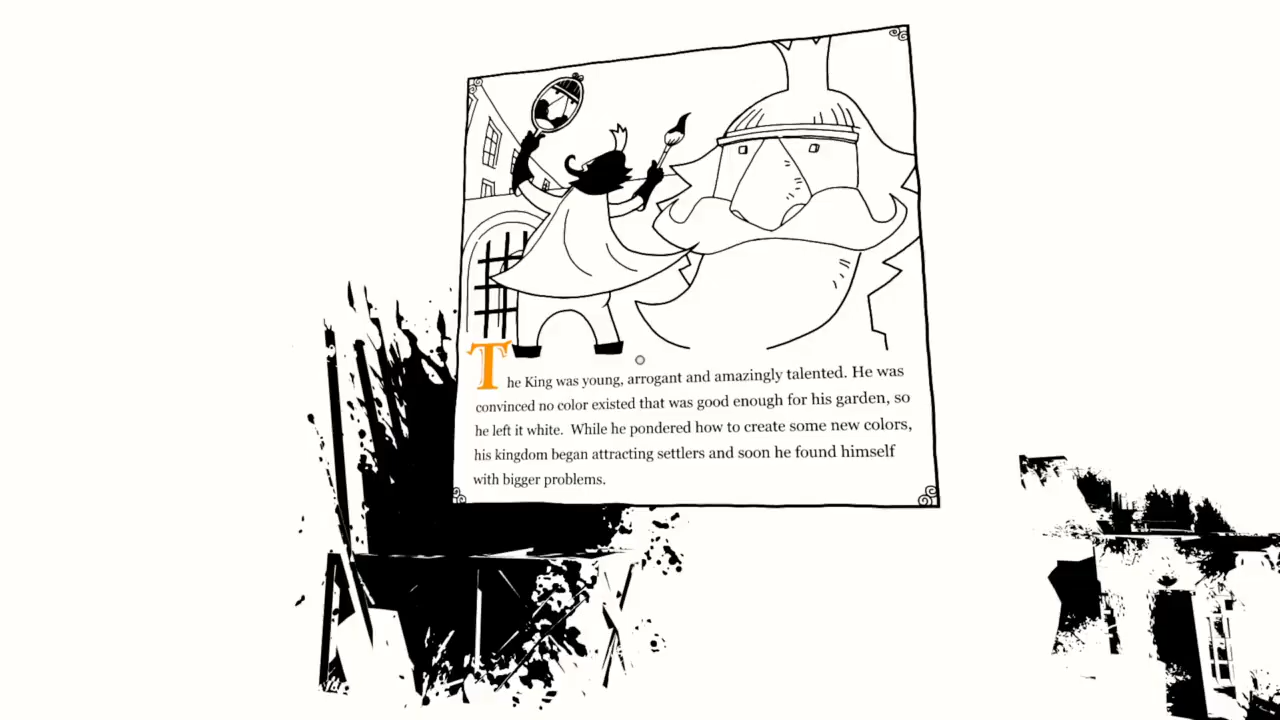 The King was young, arrogant and amazingly talented. He was
convinced no color existed that was good enough for his garden, so
he left it white.  While he pondered how to create some new colors,
his kingdom began attracting settlers and soon he found himself
with bigger problems.